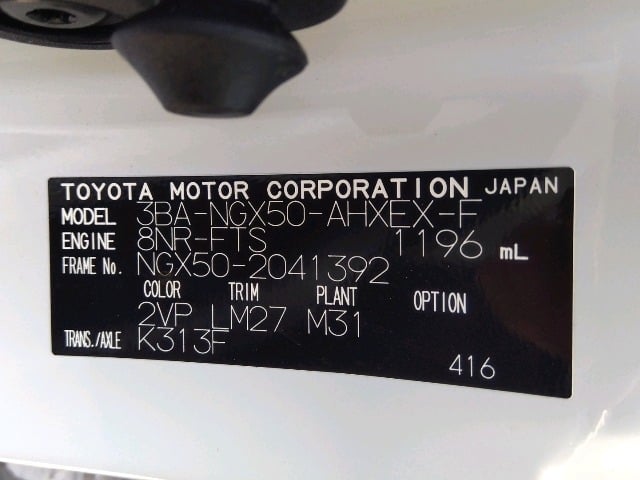 TOYOTA MOTOR CORPORATION JAPAN
MODEL 3BA-NGX50-AHXEX-F
ENGINE 8NR-FTS 1196 mL
FRAME No. NGX50-2041392
COLOR TRIM PLANT OPTION
2VP LM27 M31
TRANS./AXLE K313F
416